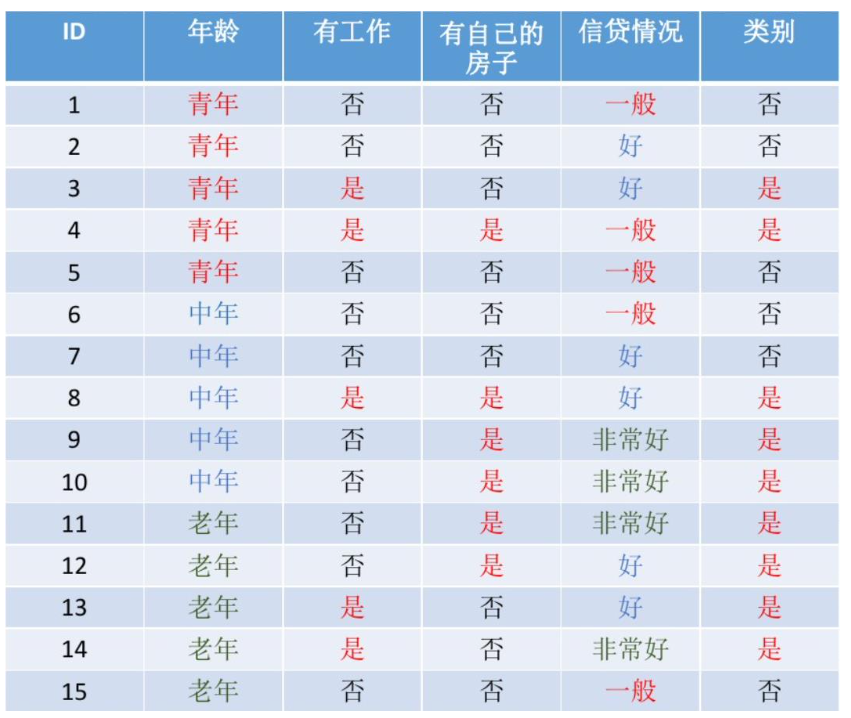 ID 年龄 有工作 有自己的房子 信贷情况 类别
1 青年 否 否 一般 否
2 青年 否 否 好 否
3 青年 是 否 好 是
4 青年 是 是 一般 是
5 青年 否 否 一般 否
6 中年 否 否 一般 否
7 中年 否 否 好 否
8 中年 是 是 好 是
9 中年 否 是 非常好 是
10 中年 否 是 非常好 是
11 老年 否 是 非常好 是
12 老年 否 是 好 是
13 老年 是 否 好 是
14 老年 是 否 非常好 是
15 老年 否 否 一般 否